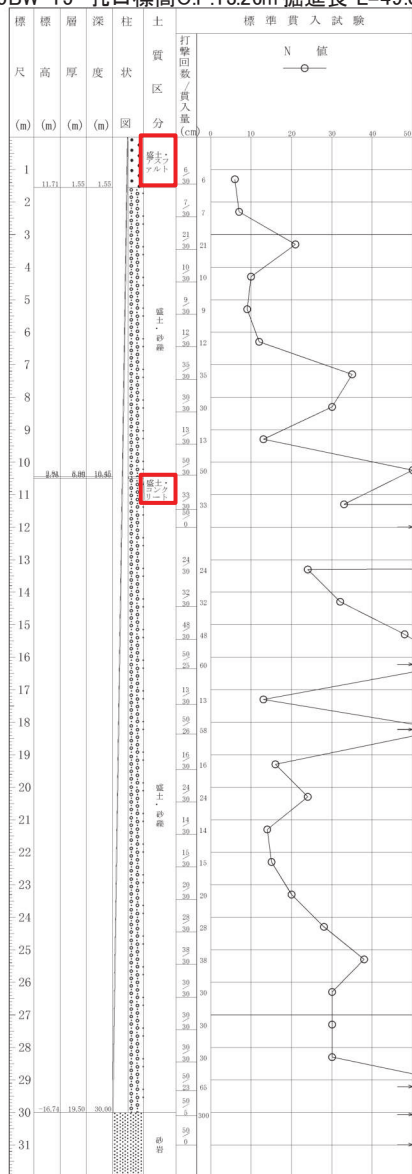 BW-19 孔口標高O.P.13.26m 掘進長 L=49.
標尺 (m)
標高 (m)
層厚 (m)
深度 (m)
柱状図
土質区分
打撃回数/貫入量 (cm)
標準貫入試験
N 値
0 10 20 30 40 50
盛土・アスファルト
1 6/30 6
11.71 1.55 1.55
2 7/30 7
3 21/30 21
4 10/30 10
5 9/30 9
盛土・砂礫
6 12/30 12
7 35/30 35
8 30/30 30
9 13/30 13
10 50/30 50
10.45
盛土・コンクリート
11 33/30 33
12 50/0
13 24/30 24
14 32/30 32
15 48/30 48
16 50/25 60
17 13/30 13
18 50/26 58
19 16/30 16
盛土・砂礫
20 24/30 24
21 14/30 14
22 15/30 15
23 20/30 20
24 28/30 28
25 38/30 38
26 30/30 30
27 30/30 30
28 30/30 30
29 50/23 65
30 -16.74 19.50 30.00 50/5 300
31 砂岩 50/0